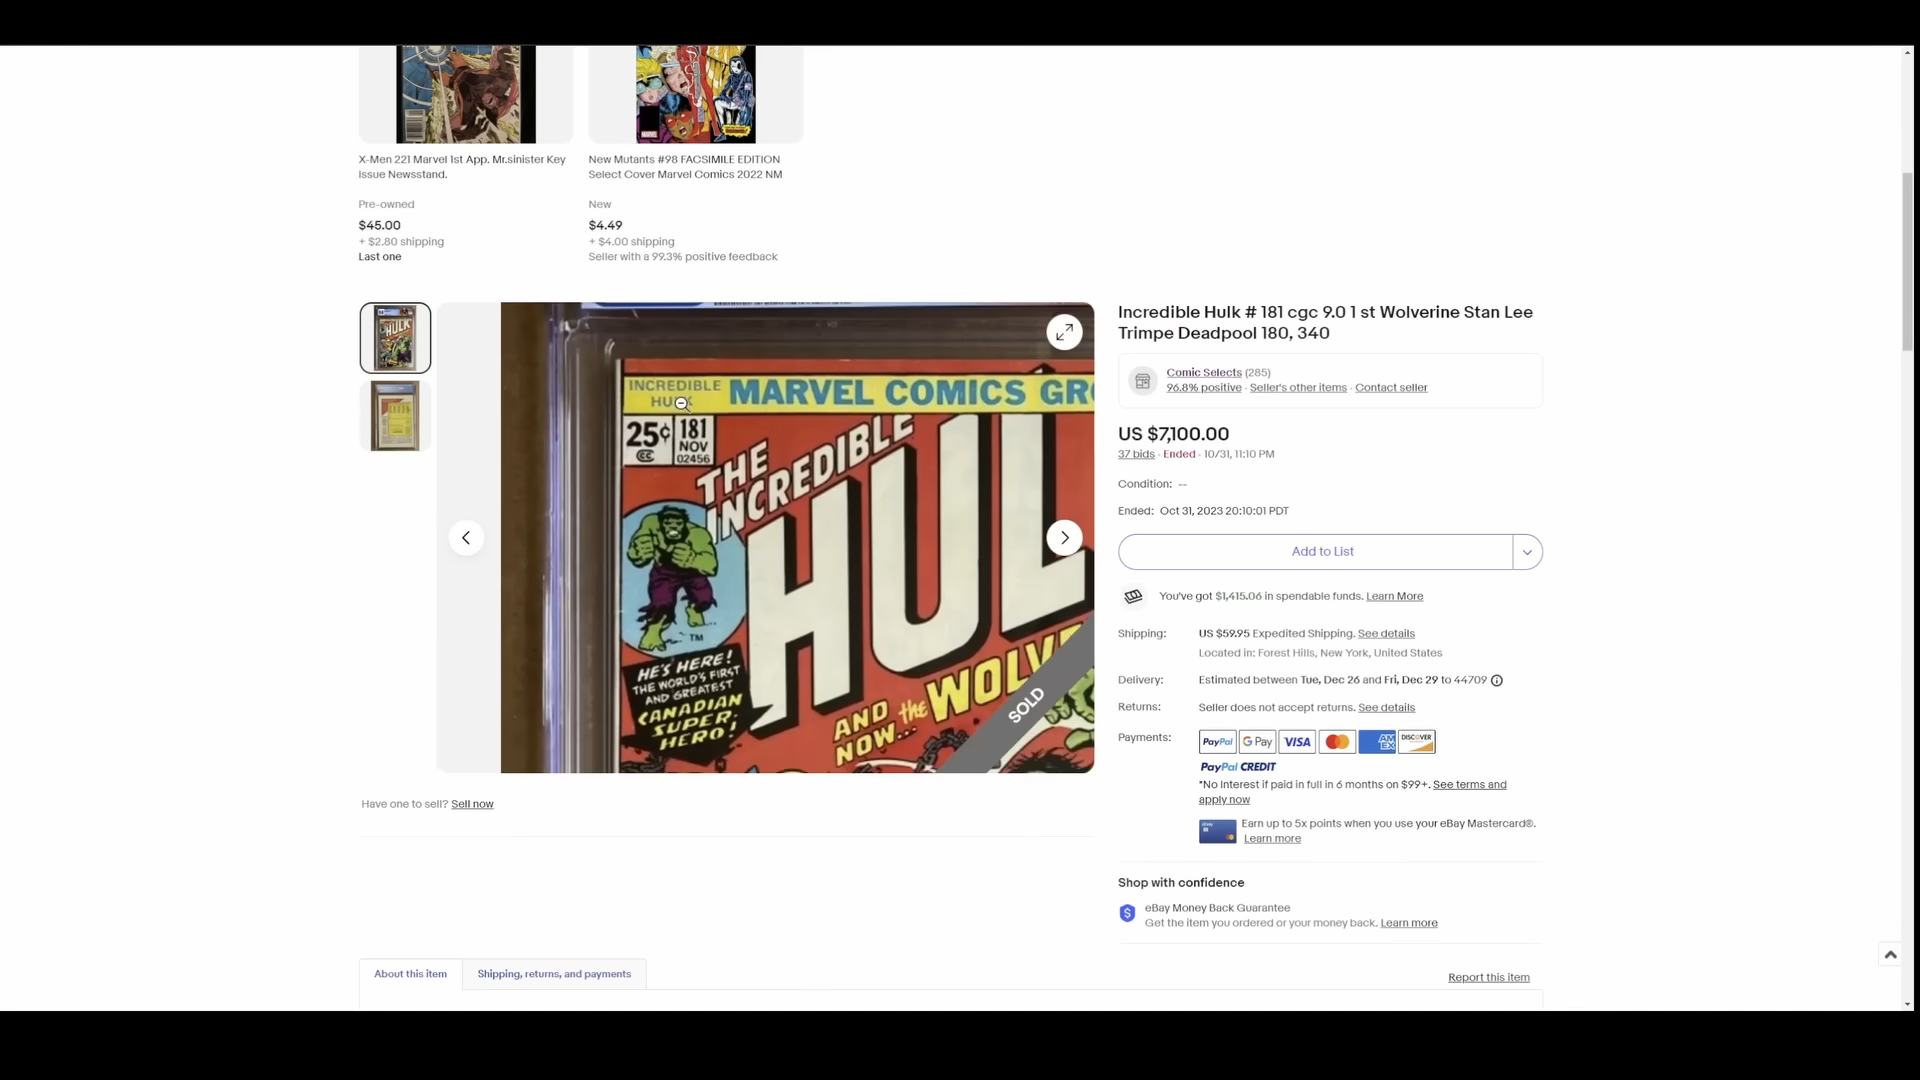 X-Men 221 Marvel 1st App. Mr.sinister Key
Issue Newsstand.
Pre-owned
$45.00
+ $2.80 shipping
Last one
New Mutants #98 FACSIMILE EDITION
Select Cover Marvel Comics 2022 NM
New
$4.49
+ $4.00 shipping
Seller with a 99.3% positive feedback
INCREDIBLE
HULK
MARVEL COMICS GR
25¢
CC
181
NOV
02456
THE
INCREDIBLE
HUL
TM
HE'S HERE!
THE WORLD'S FIRST
AND GREATEST
CANADIAN
SUPER-
HERO!
AND
NOW...
the WOLV
SOLD
Have one to sell? Sell now
Incredible Hulk # 181 cgc 9.0 1 st Wolverine Stan Lee
Trimpe Deadpool 180, 340
Comic Selects (285)
96.8% positive · Seller's other items · Contact seller
US $7,100.00
37 bids · Ended · 10/31, 11:10 PM
Condition: --
Ended: Oct 31, 2023 20:10:01 PDT
Add to List
You've got $1,415.06 in spendable funds. Learn More
Shipping: US $59.95 Expedited Shipping. See details
Located in: Forest Hills, New York, United States
Delivery: Estimated between Tue, Dec 26 and Fri, Dec 29 to 44709
Returns: Seller does not accept returns. See details
Payments: PayPal G Pay VISA AM EX DISCOVER
PayPal CREDIT
*No Interest if paid in full in 6 months on $99+. See terms and
apply now
Earn up to 5x points when you use your eBay Mastercard®.
Learn more
Shop with confidence
eBay Money Back Guarantee
Get the item you ordered or your money back. Learn more
About this item
Shipping, returns, and payments
Report this item